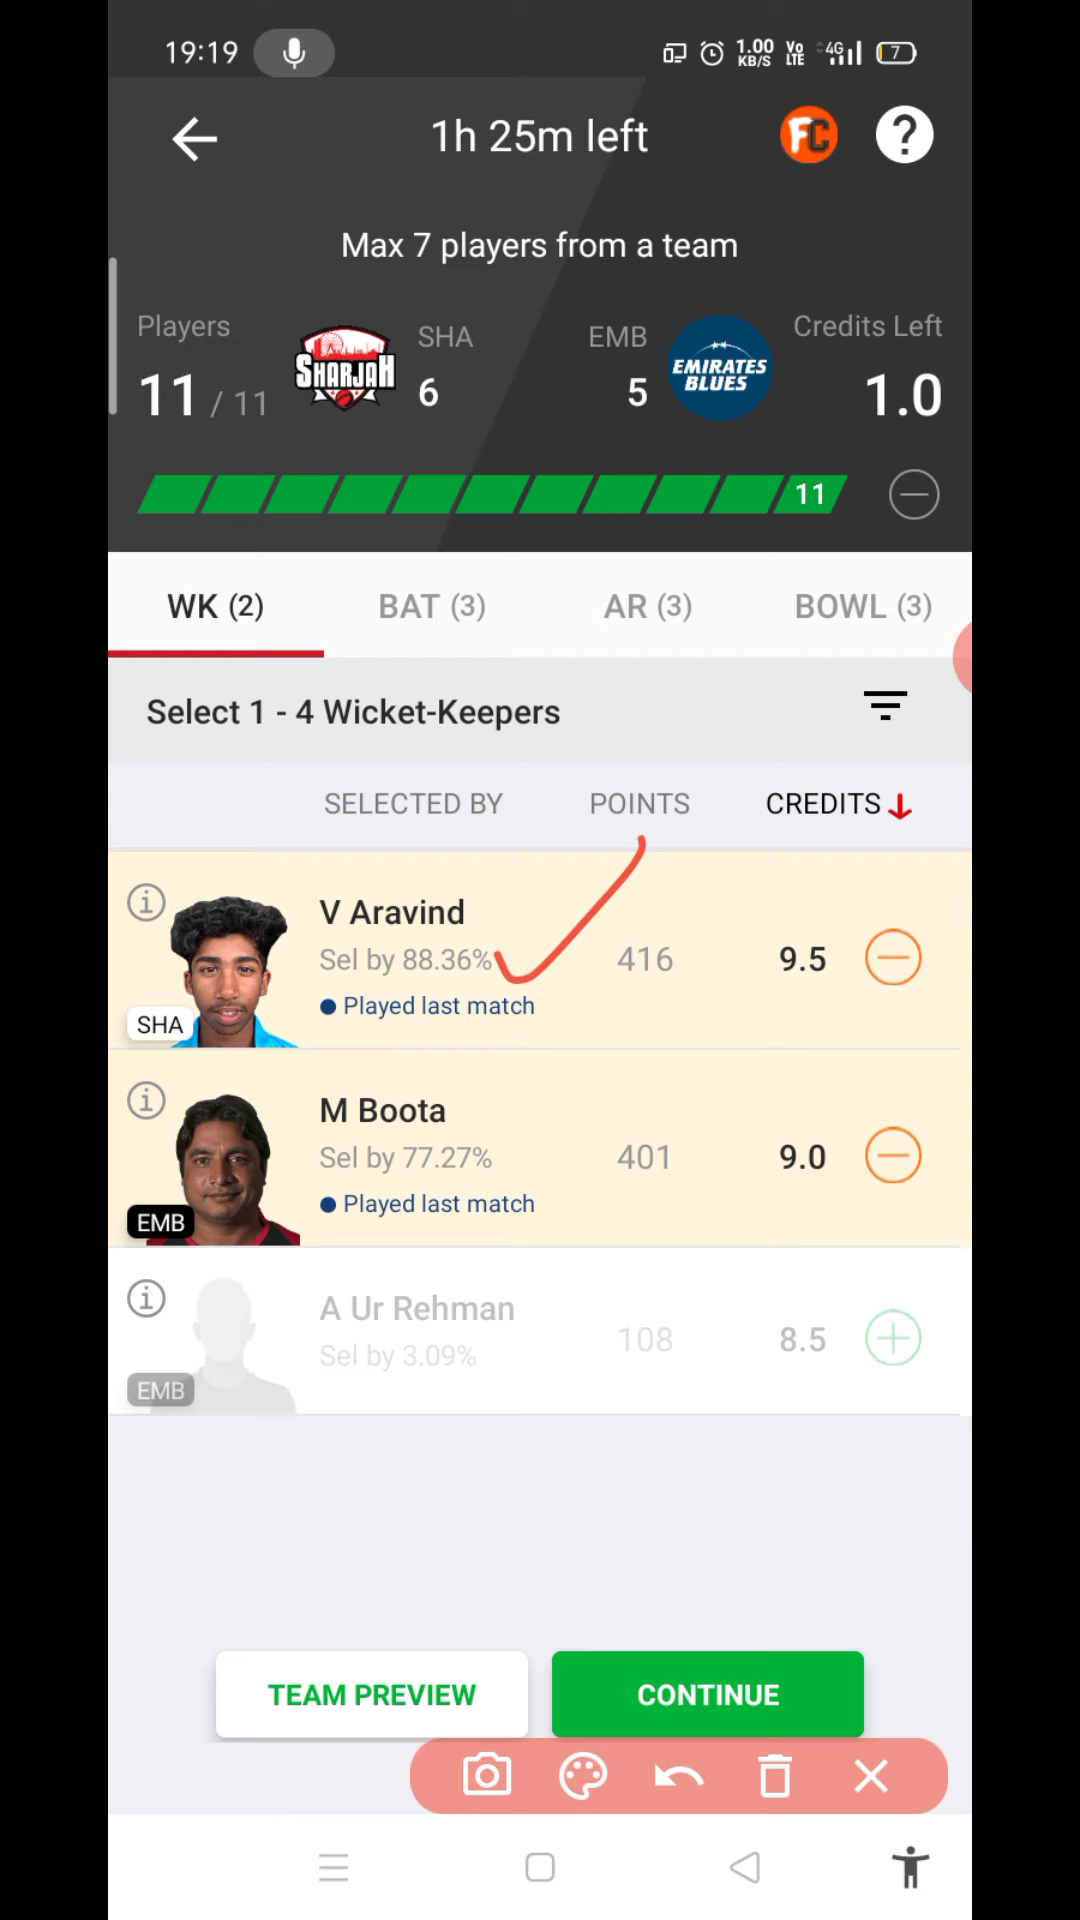 19:19
1.00 KB/S
Vo LTE
4G
7
1h 25m left
FC
?
Max 7 players from a team
Players
11 / 11
SHARJAH
SHA
6
EMB
5
EMIRATES
BLUES
Credits Left
1.0
11
WK (2)
BAT (3)
AR (3)
BOWL (3)
Select 1 - 4 Wicket-Keepers
SELECTED BY
POINTS
CREDITS
V Aravind
Sel by 88.36%
Played last match
416
9.5
SHA
M Boota
Sel by 77.27%
Played last match
401
9.0
EMB
A Ur Rehman
Sel by 3.09%
108
8.5
EMB
TEAM PREVIEW
CONTINUE